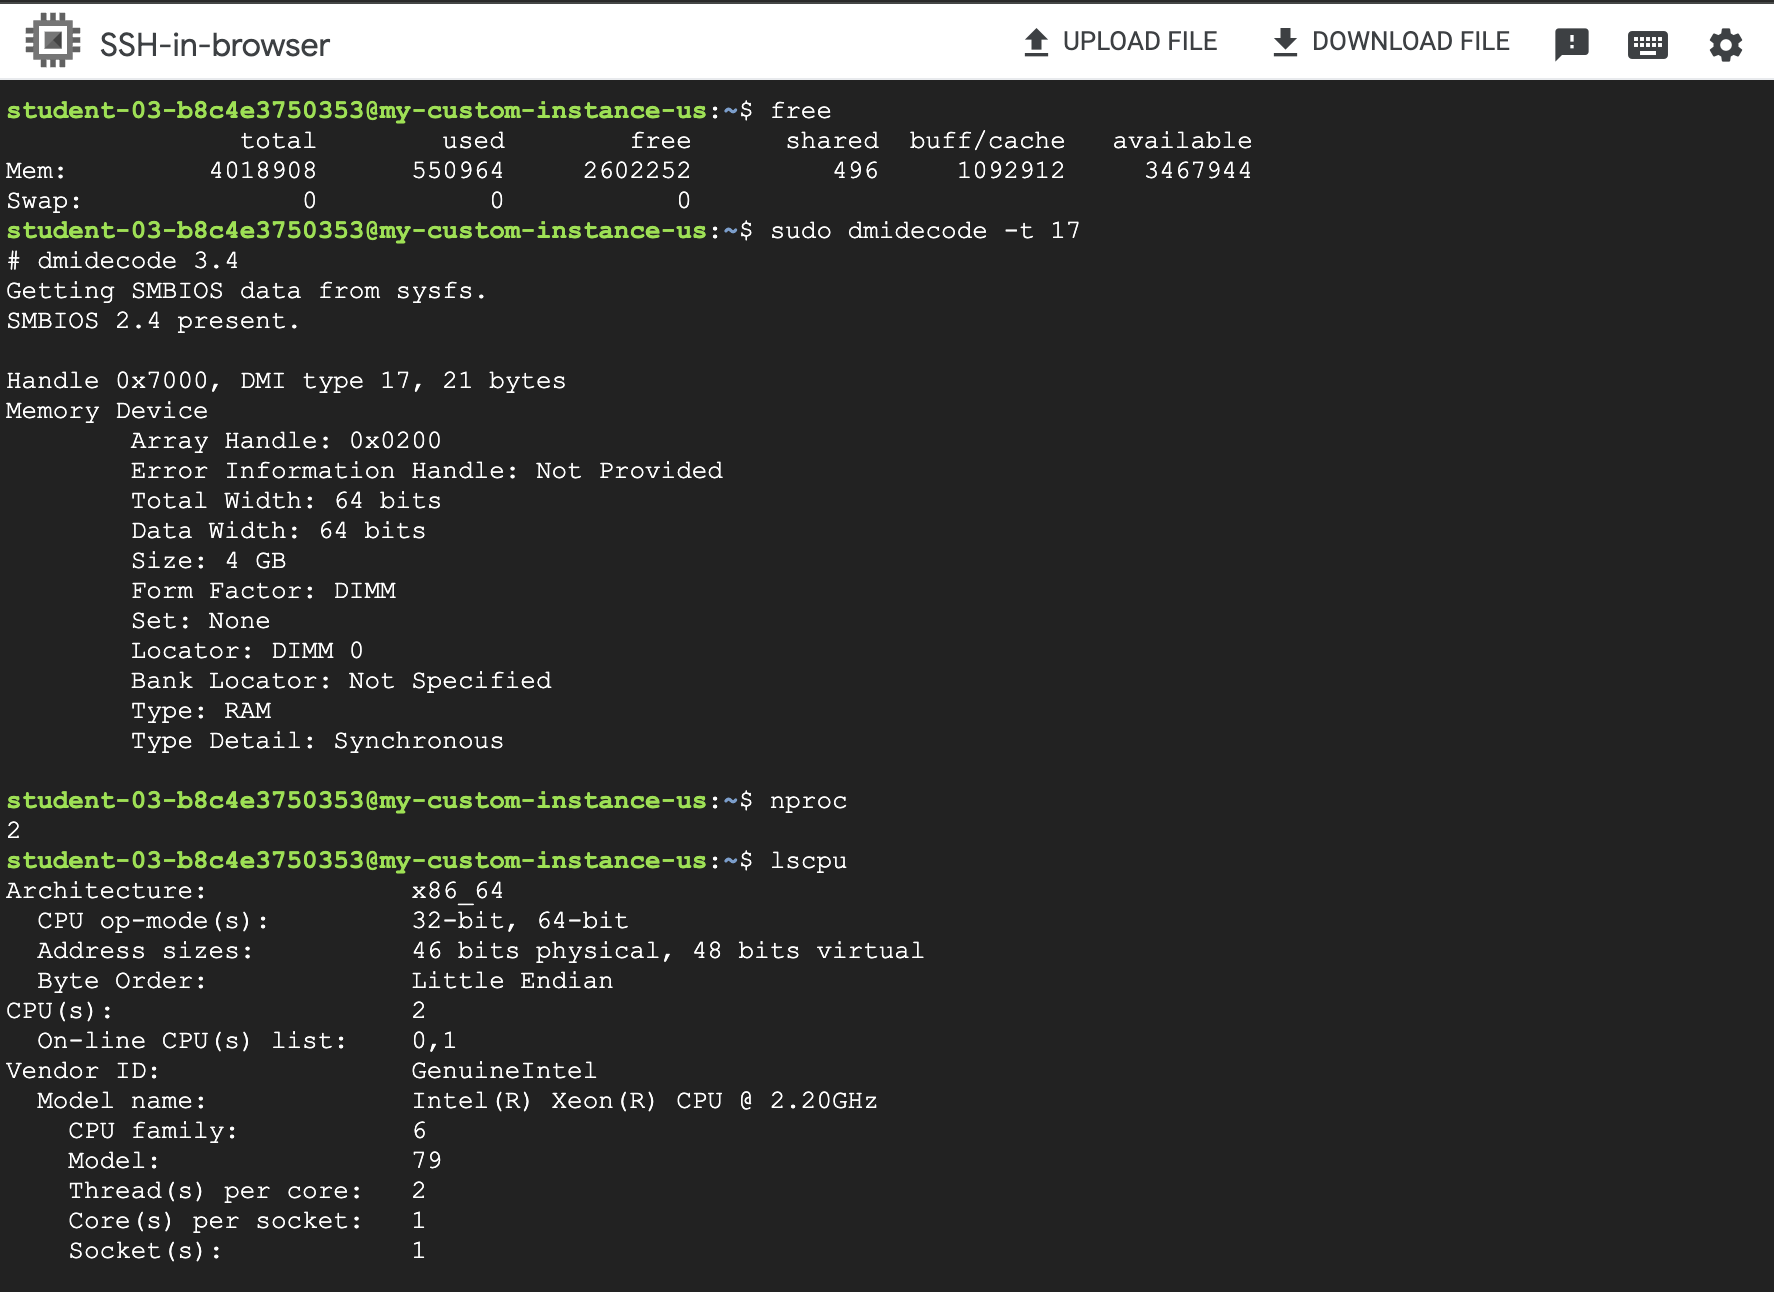 SSH-in-browser UPLOAD FILE DOWNLOAD FILE
student-03-b8c4e3750353@my-custom-instance-us:~$ free
total used free shared buff/cache available
Mem: 4018908 550964 2602252 496 1092912 3467944
Swap: 0 0 0
student-03-b8c4e3750353@my-custom-instance-us:~$ sudo dmidecode -t 17
# dmidecode 3.4
Getting SMBIOS data from sysfs.
SMBIOS 2.4 present.
Handle 0x7000, DMI type 17, 21 bytes
Memory Device
Array Handle: 0x0200
Error Information Handle: Not Provided
Total Width: 64 bits
Data Width: 64 bits
Size: 4 GB
Form Factor: DIMM
Set: None
Locator: DIMM 0
Bank Locator: Not Specified
Type: RAM
Type Detail: Synchronous
student-03-b8c4e3750353@my-custom-instance-us:~$ nproc
2
student-03-b8c4e3750353@my-custom-instance-us:~$ lscpu
Architecture: x86_64
CPU op-mode(s): 32-bit, 64-bit
Address sizes: 46 bits physical, 48 bits virtual
Byte Order: Little Endian
CPU(s): 2
On-line CPU(s) list: 0,1
Vendor ID: GenuineIntel
Model name: Intel(R) Xeon(R) CPU @ 2.20GHz
CPU family: 6
Model: 79
Thread(s) per core: 2
Core(s) per socket: 1
Socket(s): 1